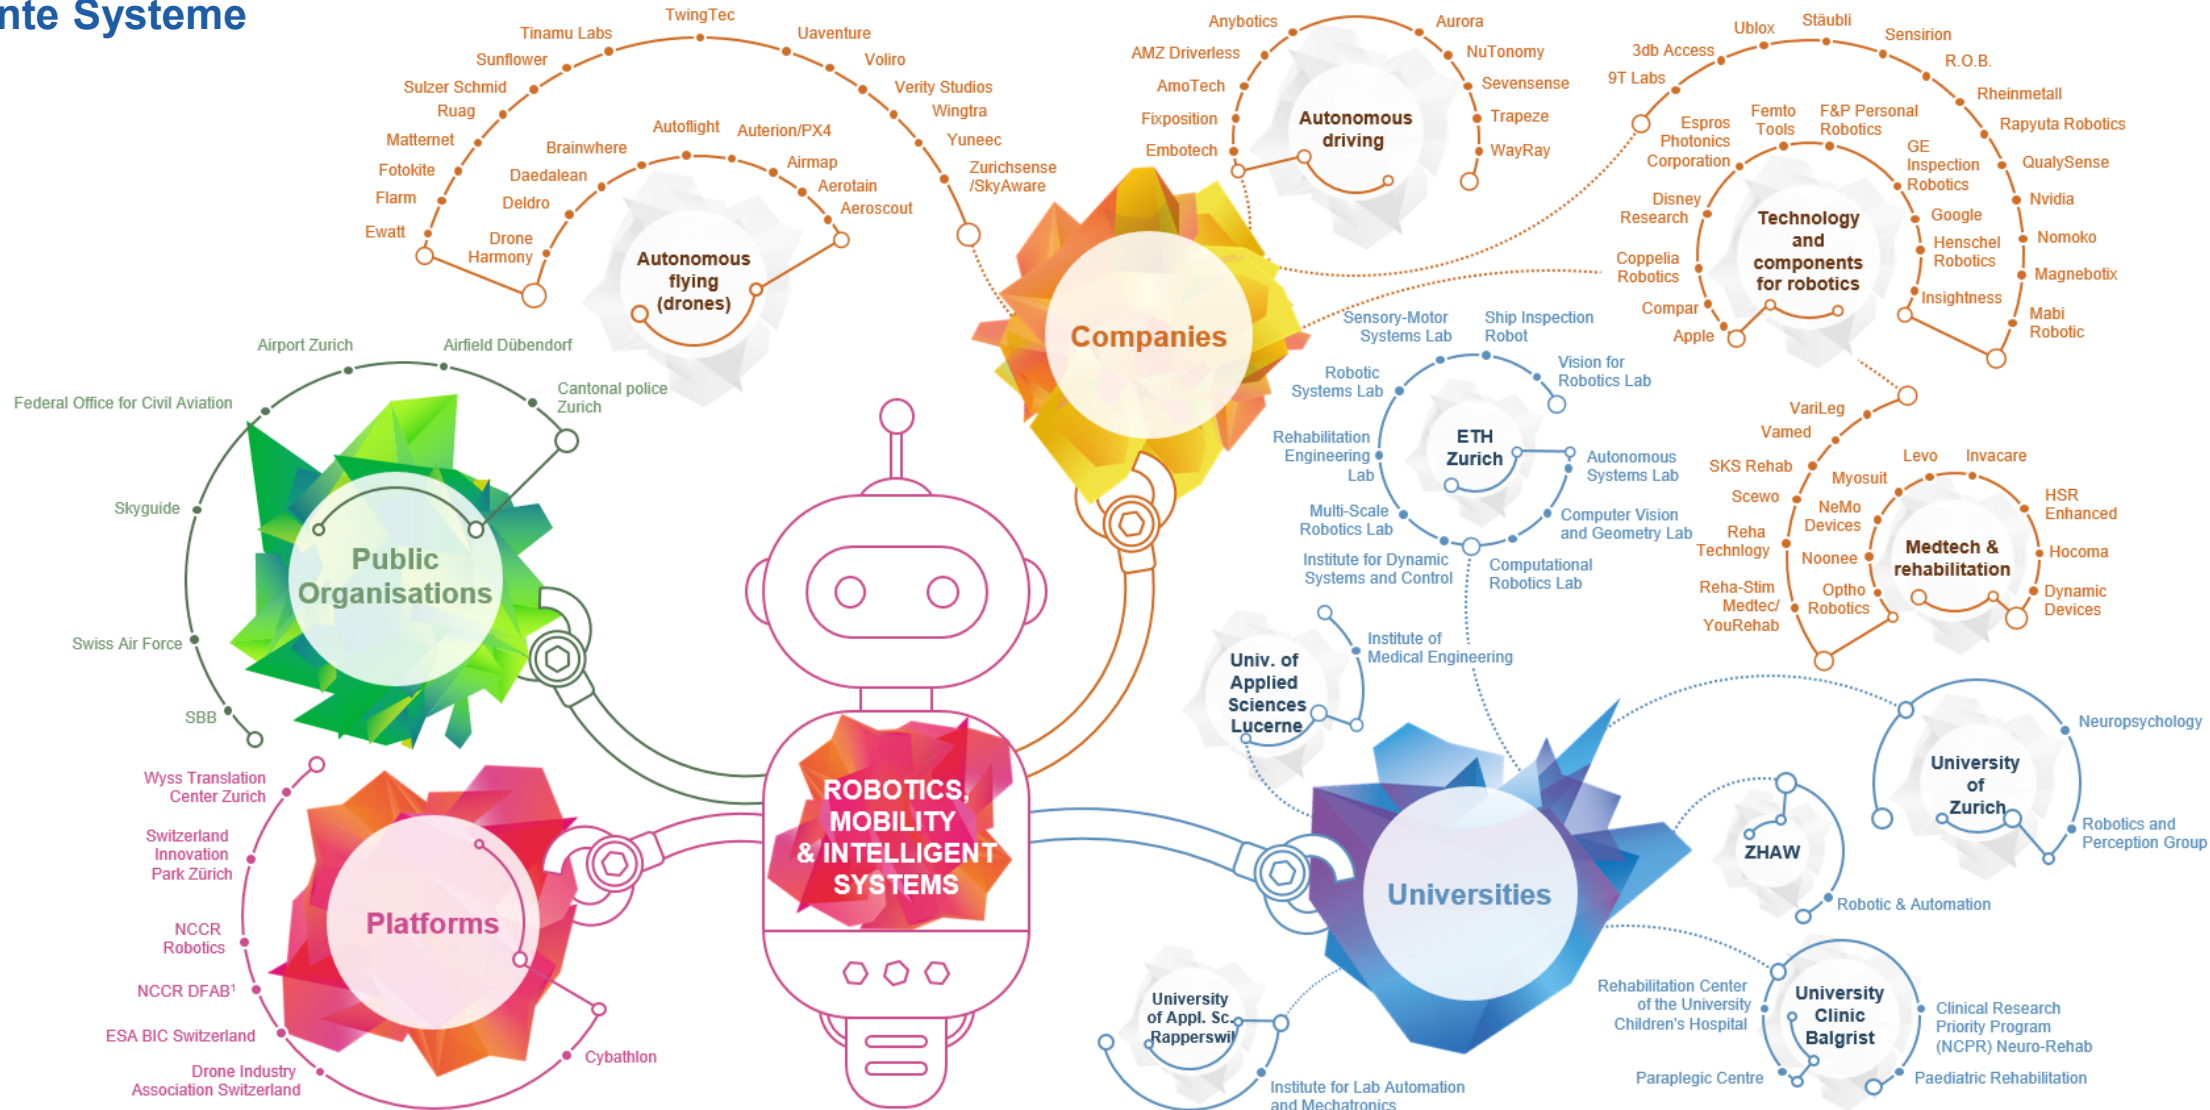 nte Systeme
TwingTec
Tinamu Labs
Uaventure
Sunflower
Voliro
Sulzer Schmid
Verity Studios
Ruag
Wingtra
Matternet
Yuneec
Fotokite
Zurichsense
/SkyAware
Flarm
Ewatt
Autoflight
Auterion/PX4
Brainwhere
Airmap
Daedalean
Aerotain
Deldro
Aeroscout
Drone
Harmony
Autonomous
flying
(drones)
Anybotics
Aurora
AMZ Driverless
NuTonomy
AmoTech
Sevensense
Fixposition
Trapeze
Embotech
WayRay
Autonomous
driving
Stäubli
Ublox
Sensirion
3db Access
R.O.B.
9T Labs
Rheinmetall
Rapyuta Robotics
QualySense
Nvidia
Nomoko
Magnebotix
Mabi
Robotic
Femto
Tools
F&P Personal
Robotics
Espros
Photonics
Corporation
GE
Inspection
Robotics
Disney
Research
Google
Henschel
Robotics
Coppelia
Robotics
Insightness
Compar
Apple
Technology
and
components
for robotics
Companies
VariLeg
Vamed
SKS Rehab
Scewo
Reha
Technlogy
Reha-Stim
Medtec/
YouRehab
Levo
Invacare
Myosuit
HSR
Enhanced
NeMo
Devices
Hocoma
Noonee
Dynamic
Devices
Optho
Robotics
Medtech &
rehabilitation
Airport Zurich
Airfield Dübendorf
Cantonal police
Zurich
Federal Office for Civil Aviation
Skyguide
Swiss Air Force
SBB
Public
Organisations
Sensory-Motor
Systems Lab
Ship Inspection
Robot
Vision for
Robotics Lab
Robotic
Systems Lab
Rehabilitation
Engineering
Lab
Autonomous
Systems Lab
Multi-Scale
Robotics Lab
Computer Vision
and Geometry Lab
Institute for Dynamic
Systems and Control
Computational
Robotics Lab
ETH
Zurich
Institute of
Medical Engineering
Univ. of
Applied
Sciences
Lucerne
Wyss Translation
Center Zurich
Switzerland
Innovation
Park Zürich
NCCR
Robotics
NCCR DFAB¹
ESA BIC Switzerland
Drone Industry
Association Switzerland
Cybathlon
Platforms
ROBOTICS,
MOBILITY
& INTELLIGENT
SYSTEMS
Universities
Neuropsychology
University
of
Zurich
Robotics and
Perception Group
ZHAW
Robotic & Automation
University
of Appl. Sc.
Rapperswil
Institute for Lab Automation
and Mechatronics
Rehabilitation Center
of the University
Children's Hospital
University
Clinic
Balgrist
Clinical Research
Priority Program
(NCPR) Neuro-Rehab
Paraplegic Centre
Paediatric Rehabilitation